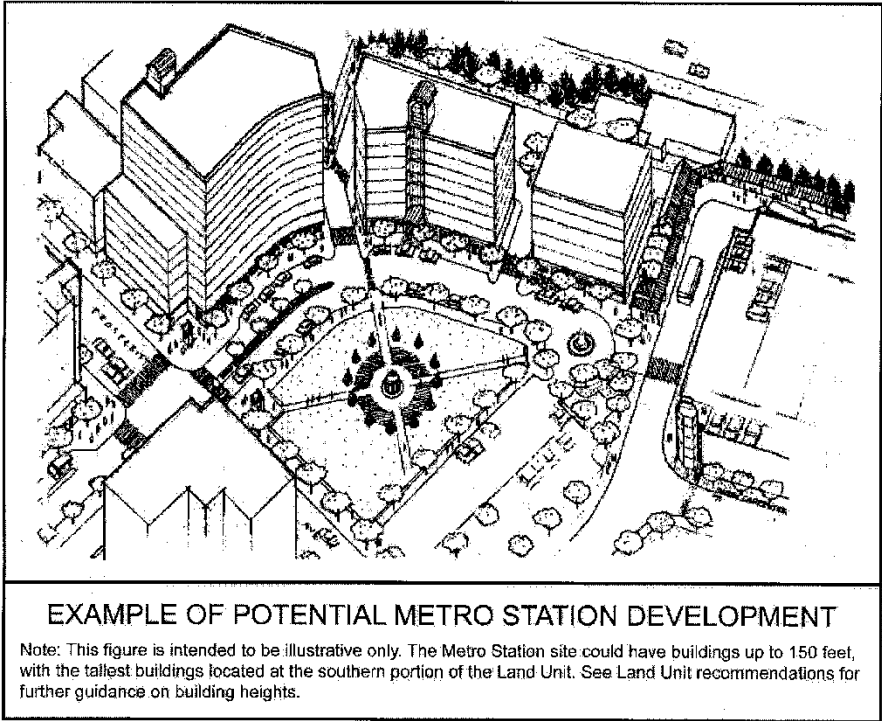 PROSPERITY
EXAMPLE OF POTENTIAL METRO STATION DEVELOPMENT
Note: This figure is intended to be illustrative only. The Metro Station site could have buildings up to 150 feet,
with the tallest buildings located at the southern portion of the Land Unit. See Land Unit recommendations for
further guidance on building heights.